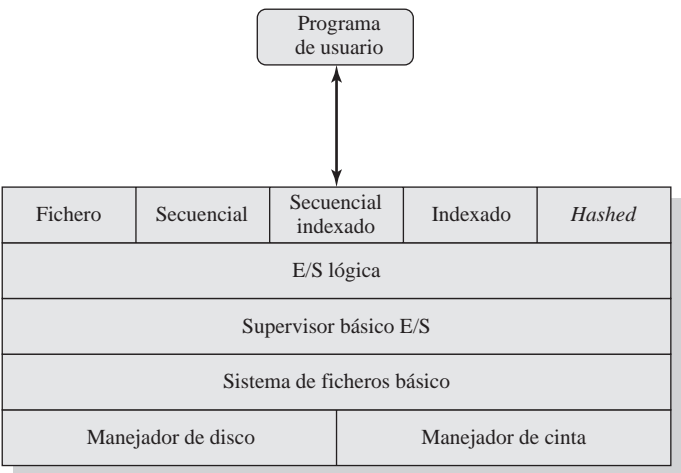 Programa
de usuario
Fichero
Secuencial
Secuencial
indexado
Indexado
Hashed
E/S lógica
Supervisor básico E/S
Sistema de ficheros básico
Manejador de disco
Manejador de cinta